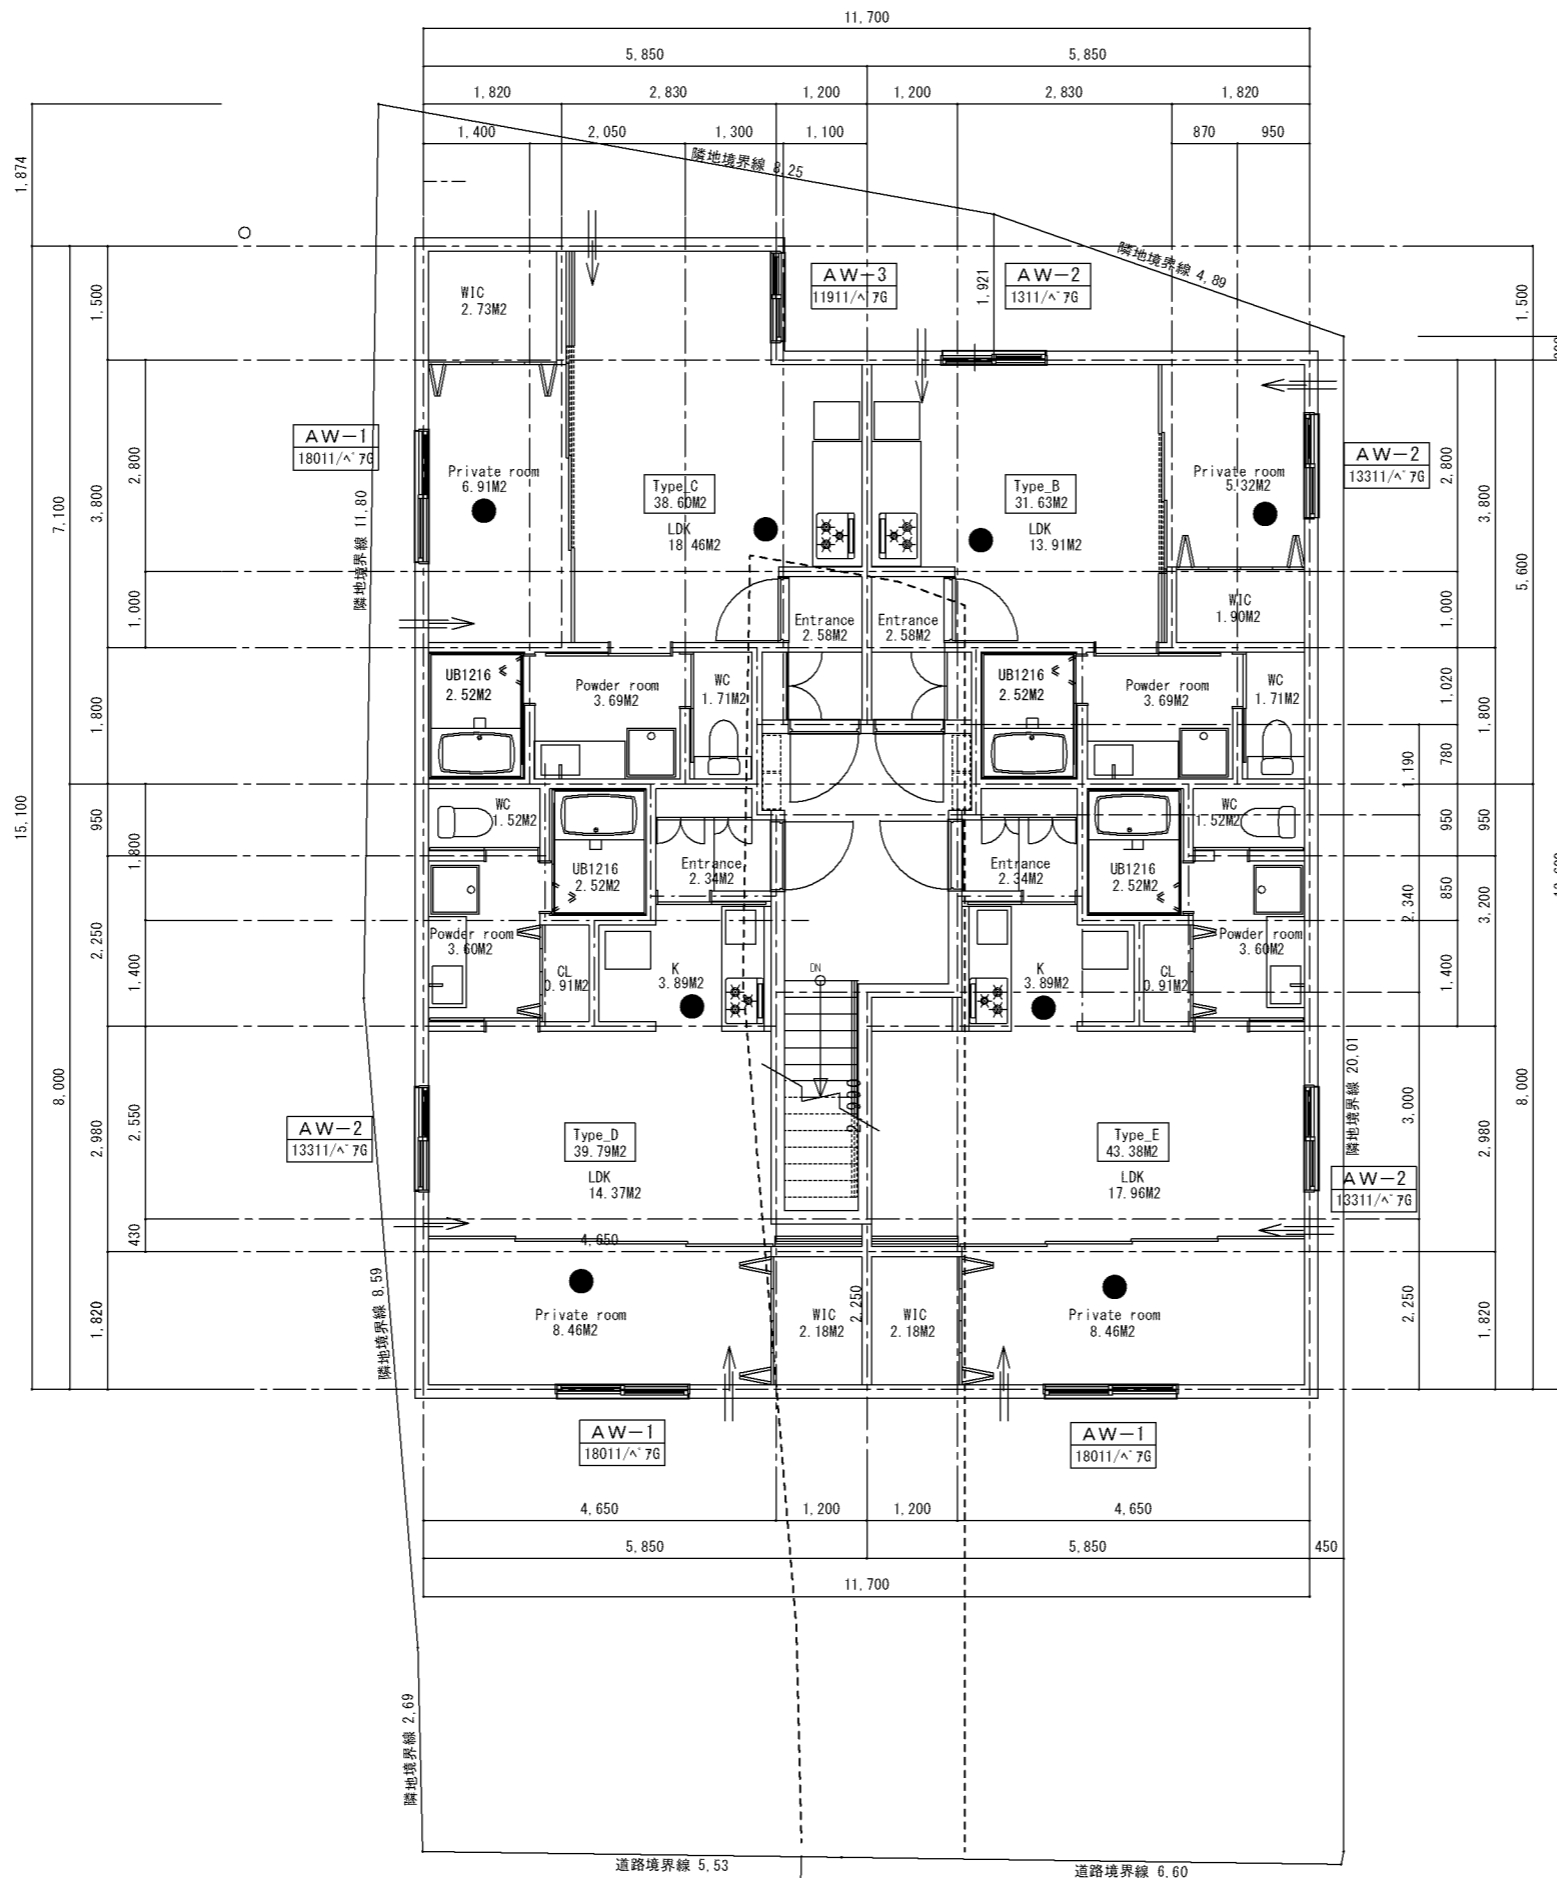 11,700
5,850
5,850
1,820
2,830
1,200
1,200
2,830
1,820
1,400
2,050
1,300
1,100
870
950
隣地境界線 8,25
隣地境界線 4,89
1,874
1,921
AW-3
11911/ペアG
AW-2
1311/ペアG
WIC
2.73M2
1,500
1,500
AW-1
18011/ペアG
AW-2
13311/ペアG
Private room
6.91M2
Type_C
38.60M2
LDK
18.46M2
Type_B
31.63M2
LDK
13.91M2
Private room
5.32M2
2,800
3,800
7,100
2,800
3,800
5,600
隣地境界線 11,80
1,000
1,000
Entrance
2.58M2
Entrance
2.58M2
WIC
1.90M2
UB1216
2.52M2
Powder room
3.69M2
WC
1.71M2
UB1216
2.52M2
Powder room
3.69M2
WC
1.71M2
1,800
1,020
1,800
780
1,190
15,100
950
1,800
WC
1.52M2
UB1216
2.52M2
Entrance
2.34M2
Entrance
2.34M2
UB1216
2.52M2
WC
1.52M2
950
950
850
2,340
3,200
Powder room
3.60M2
CL
0.91M2
K
3.89M2
DN
K
3.89M2
CL
0.91M2
Powder room
3.60M2
2,250
1,400
1,400
8,000
2,980
2,550
430
隣地境界線 20,01
3,000
2,980
8,000
AW-2
13311/ペアG
Type_D
39.79M2
LDK
14.37M2
Type_E
43.38M2
LDK
17.96M2
AW-2
13311/ペアG
4,650
隣地境界線 8,59
1,820
Private room
8.46M2
WIC
2.18M2
2,250
WIC
2.18M2
Private room
8.46M2
2,250
1,820
AW-1
18011/ペアG
AW-1
18011/ペアG
4,650
1,200
1,200
4,650
5,850
5,850
450
11,700
隣地境界線 2,69
道路境界線 5,53
道路境界線 6,60